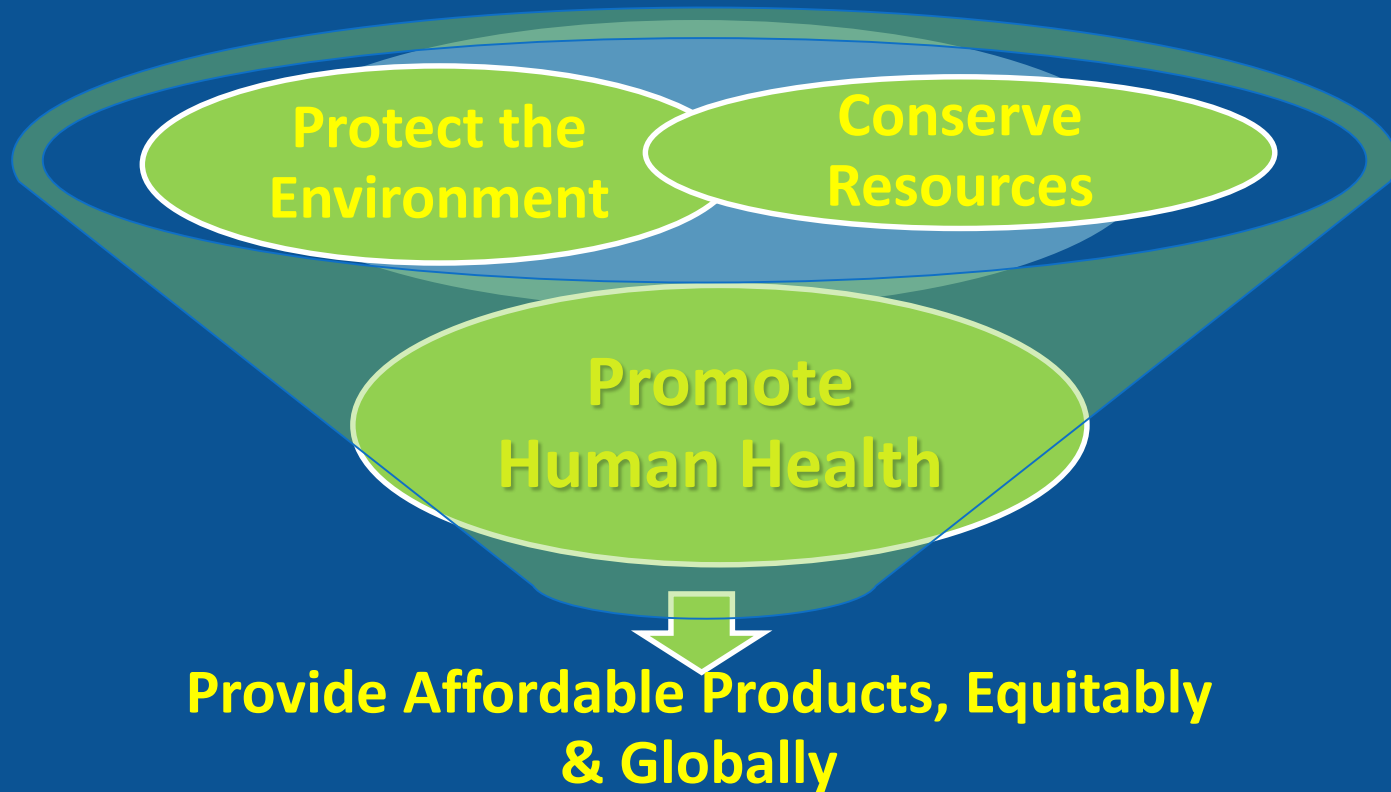 Protect the
Environment
Conserve
Resources
Promote
Human Health
Provide Affordable Products, Equitably
& Globally